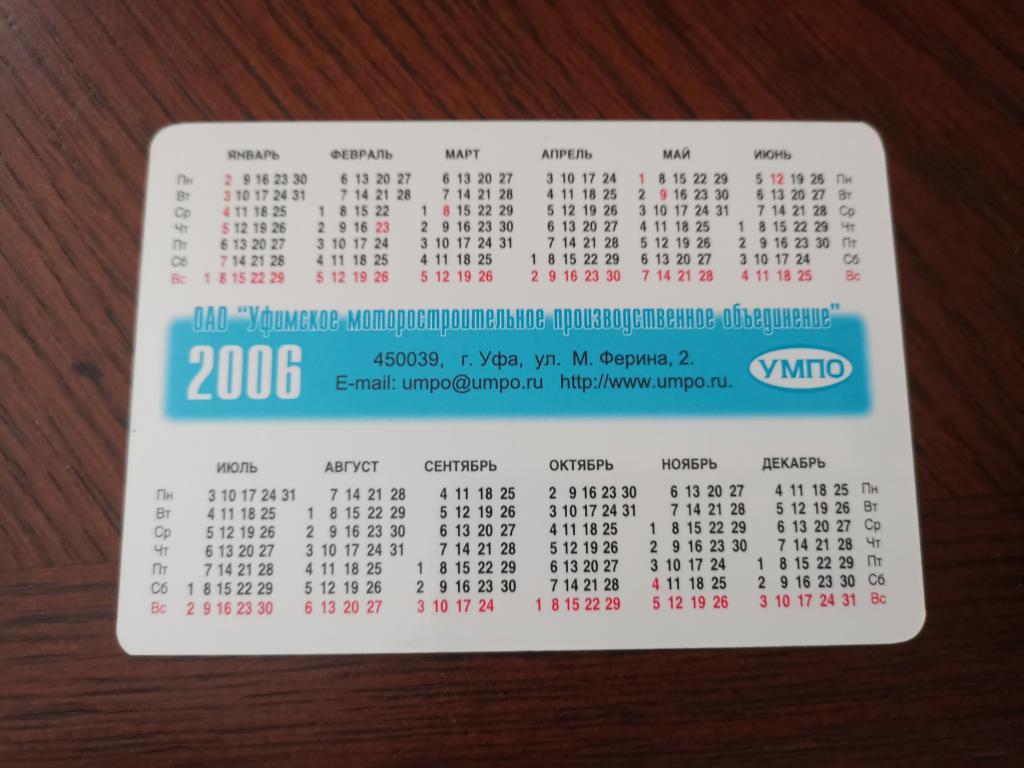 ЯНВАРЬ ФЕВРАЛЬ МАРТ АПРЕЛЬ МАЙ ИЮНЬ
Пн 2 9 16 23 30 6 13 20 27 6 13 20 27 3 10 17 24 1 8 15 22 29 5 12 19 26 Пн
Вт 3 10 17 24 31 7 14 21 28 7 14 21 28 4 11 18 25 2 9 16 23 30 6 13 20 27 Вт
Ср 4 11 18 25 1 8 15 22 1 8 15 22 29 5 12 19 26 3 10 17 24 31 7 14 21 28 Ср
Чт 5 12 19 26 2 9 16 23 2 9 16 23 30 6 13 20 27 4 11 18 25 1 8 15 22 29 Чт
Пт 6 13 20 27 3 10 17 24 3 10 17 24 31 7 14 21 28 5 12 19 26 2 9 16 23 30 Пт
Сб 7 14 21 28 4 11 18 25 4 11 18 25 1 8 15 22 29 6 13 20 27 3 10 17 24 Сб
Вс 1 8 15 22 29 5 12 19 26 5 12 19 26 2 9 16 23 30 7 14 21 28 4 11 18 25 Вс
ОАО "Уфимское моторостроительное производственное объединение"
2006 450039, г. Уфа, ул. М. Ферина, 2. УМПО
E-mail: umpo@umpo.ru http://www.umpo.ru.
ИЮЛЬ АВГУСТ СЕНТЯБРЬ ОКТЯБРЬ НОЯБРЬ ДЕКАБРЬ
Пн 3 10 17 24 31 7 14 21 28 4 11 18 25 2 9 16 23 30 6 13 20 27 4 11 18 25 Пн
Вт 4 11 18 25 1 8 15 22 29 5 12 19 26 3 10 17 24 31 7 14 21 28 5 12 19 26 Вт
Ср 5 12 19 26 2 9 16 23 30 6 13 20 27 4 11 18 25 1 8 15 22 29 6 13 20 27 Ср
Чт 6 13 20 27 3 10 17 24 31 7 14 21 28 5 12 19 26 2 9 16 23 30 7 14 21 28 Чт
Пт 7 14 21 28 4 11 18 25 1 8 15 22 29 6 13 20 27 3 10 17 24 1 8 15 22 29 Пт
Сб 1 8 15 22 29 5 12 19 26 2 9 16 23 30 7 14 21 28 4 11 18 25 2 9 16 23 30 Сб
Вс 2 9 16 23 30 6 13 20 27 3 10 17 24 1 8 15 22 29 5 12 19 26 3 10 17 24 31 Вс